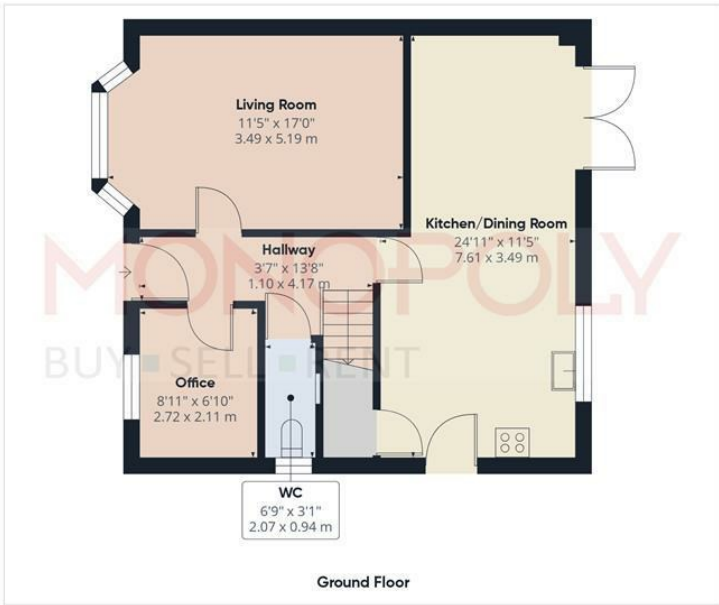 Living Room
11'5" x 17'0"
3.49 x 5.19 m
Kitchen/Dining Room
24'11" x 11'5"
7.61 x 3.49 m
Hallway
3'7" x 13'8"
1.10 x 4.17 m
MONOPOLY
BUY SELL RENT
Office
8'11" x 6'10"
2.72 x 2.11 m
WC
6'9" x 3'1"
2.07 x 0.94 m
Ground Floor